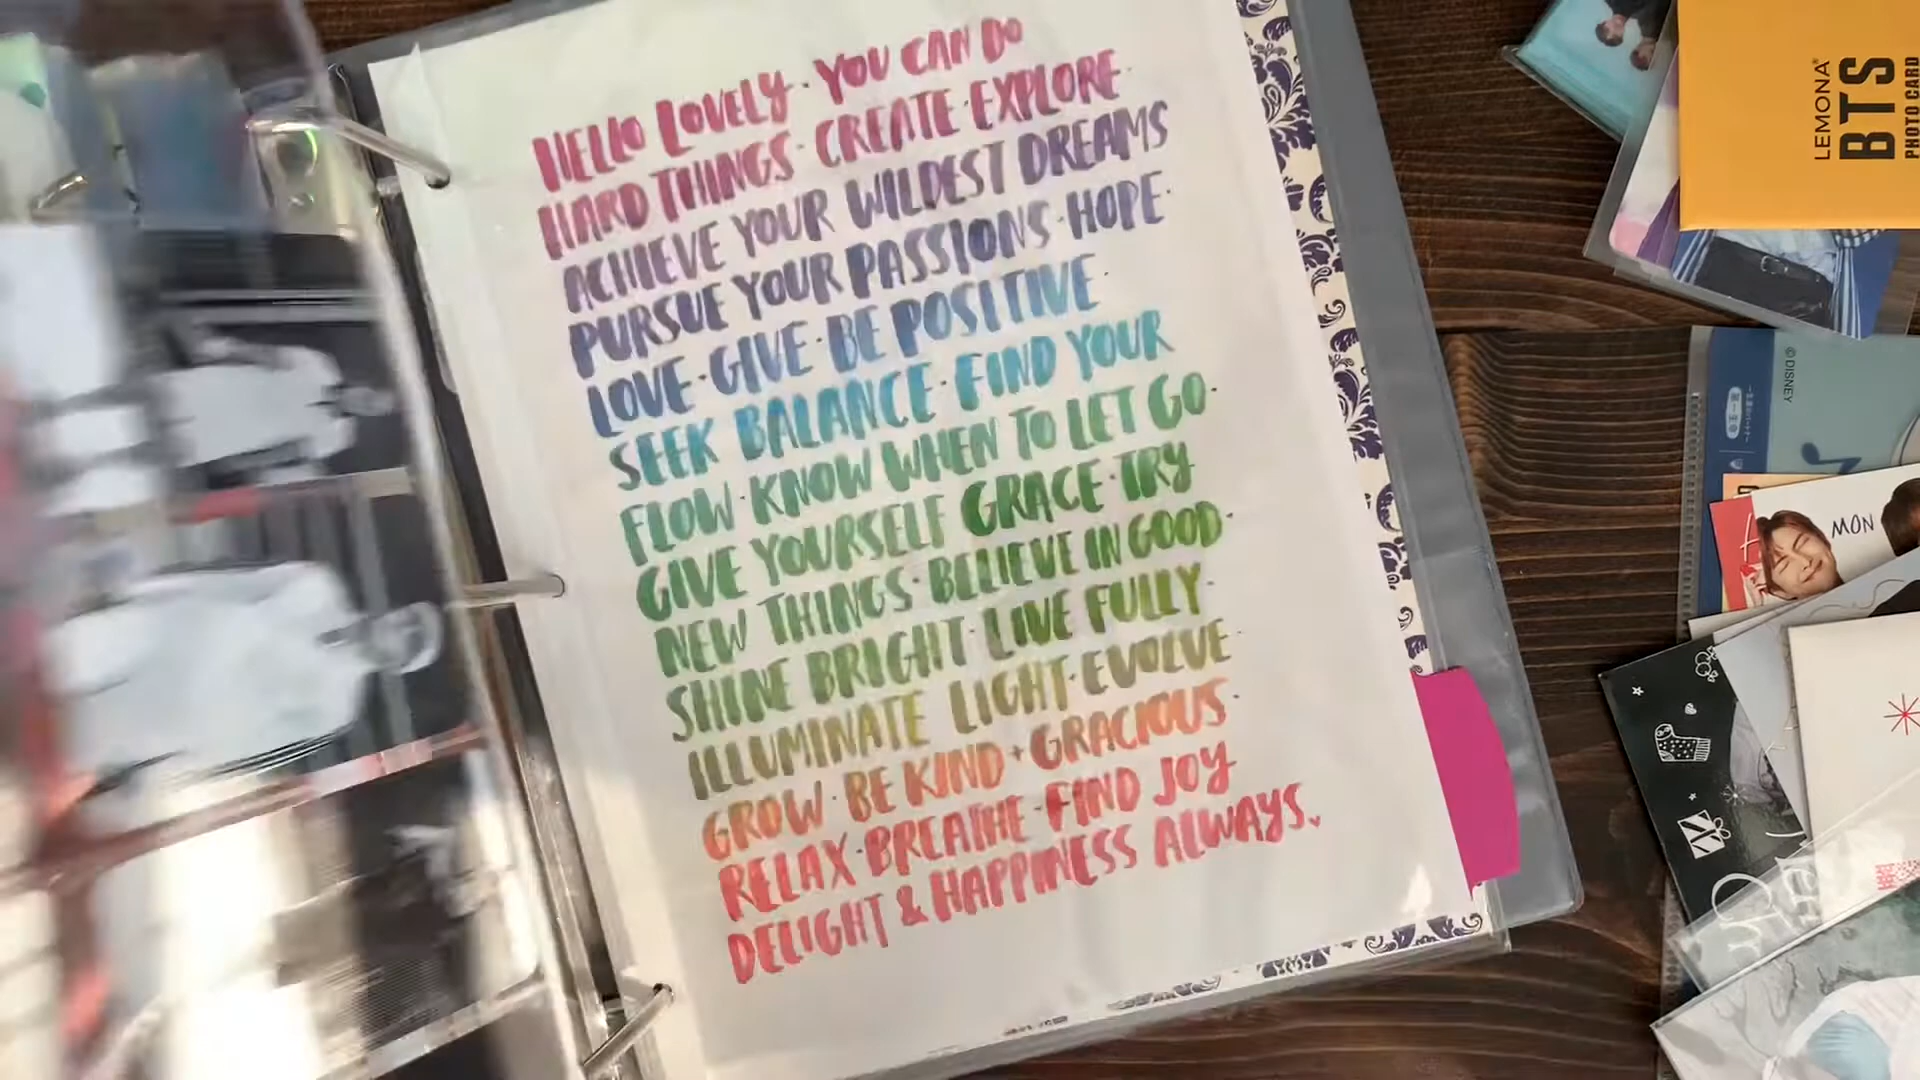 HELLO LOVELY · YOU CAN DO
HARD THINGS · CREATE · EXPLORE ·
ACHIEVE YOUR WILDEST DREAMS
PURSUE YOUR PASSIONS · HOPE ·
LOVE · GIVE · BE POSITIVE ·
SEEK BALANCE · FIND YOUR
FLOW · KNOW WHEN TO LET GO ·
GIVE YOURSELF GRACE · TRY
NEW THINGS · BELIEVE IN GOOD ·
SHINE BRIGHT · LIVE FULLY ·
ILLUMINATE LIGHT · EVOLVE ·
GROW · BE KIND + GRACIOUS ·
RELAX · BREATHE · FIND JOY
DELIGHT & HAPPINESS ALWAYS.
LEMONA®
BTS
PHOTO CARD
© DISNEY
MON